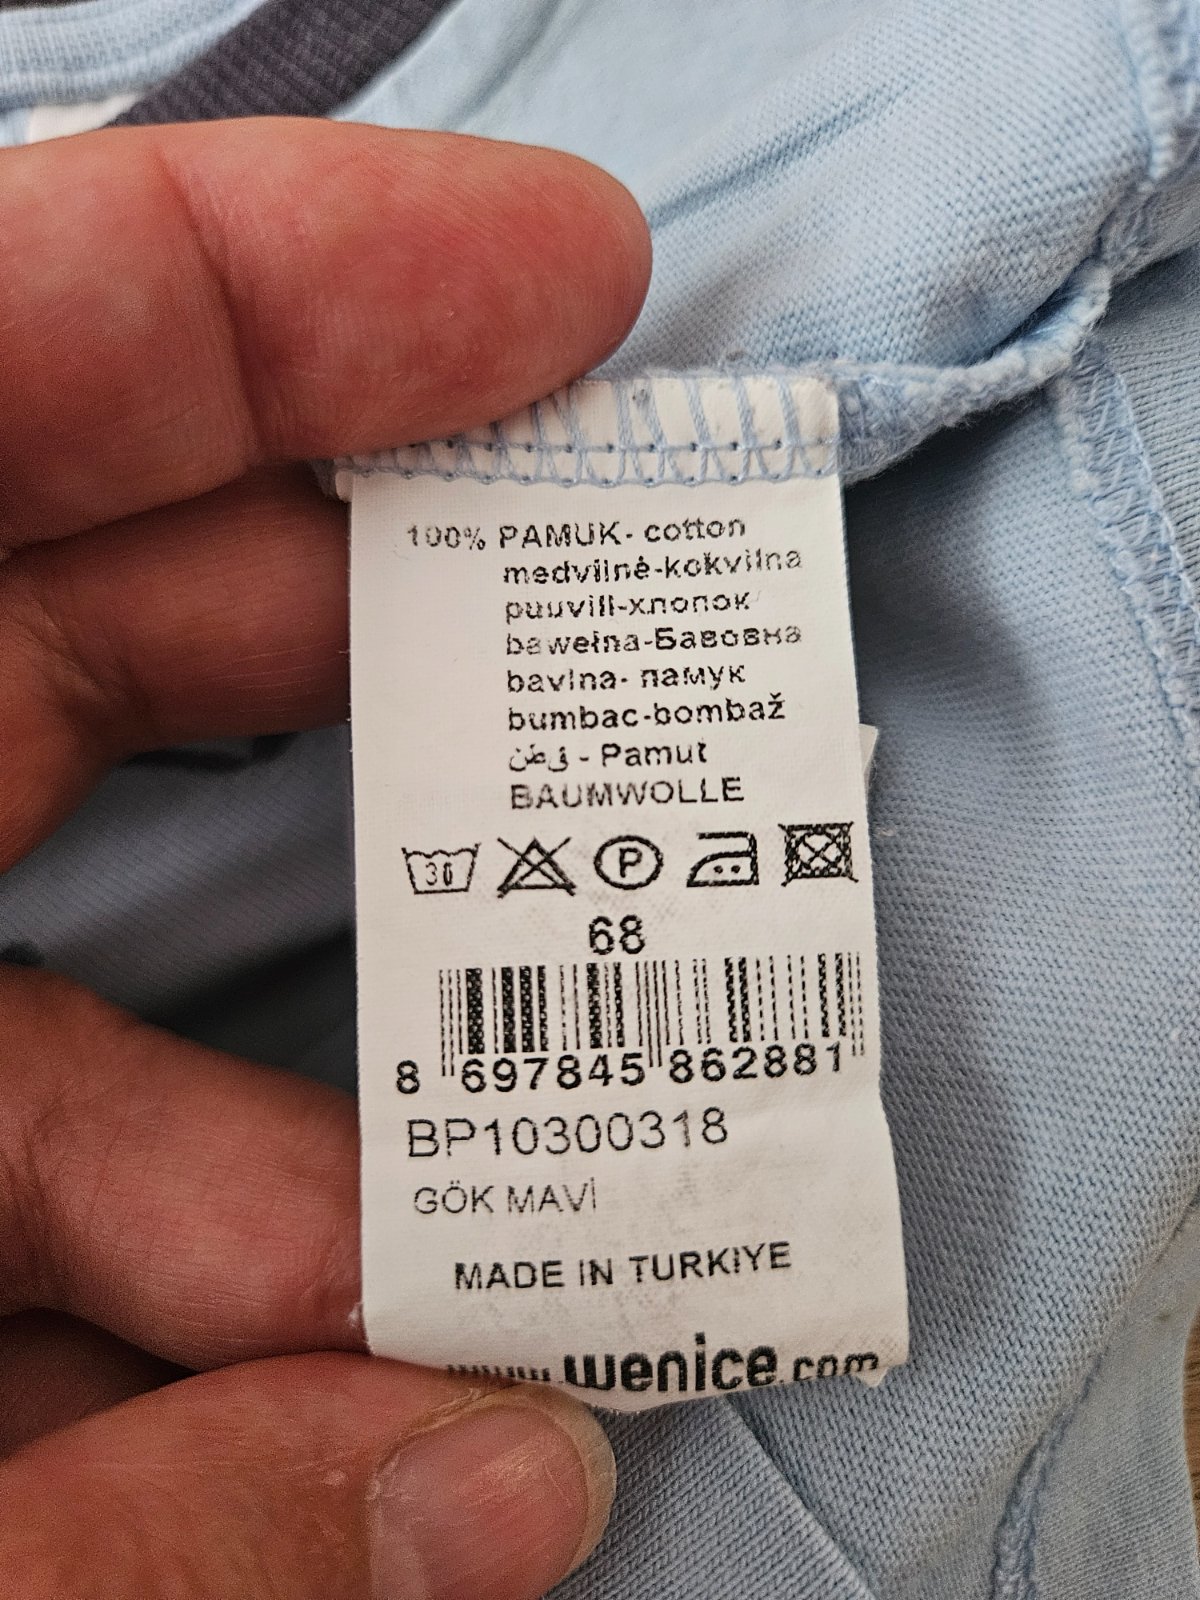 100% PAMUK- cotton
medvilnė-kokvilna
puuvill-хлопок
bawełna-Бавовна
bavlna- памук
bumbac-bombaž
قطن - Pamut
BAUMWOLLE
30
P
68
8 697845 862881
BP10300318
GÖK MAVİ
MADE IN TURKIYE
www.wenice.com